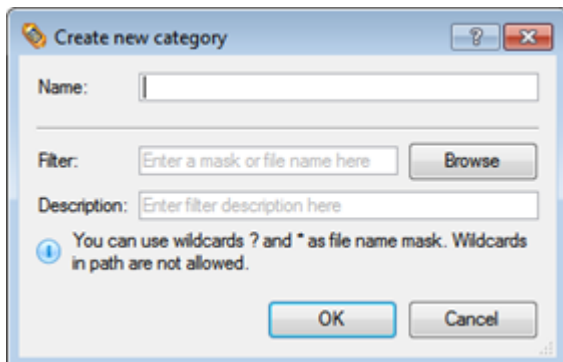 Create new category
Name:
Filter: Enter a mask or file name here Browse
Description: Enter filter description here
You can use wildcards ? and * as file name mask. Wildcards
in path are not allowed.
OK Cancel